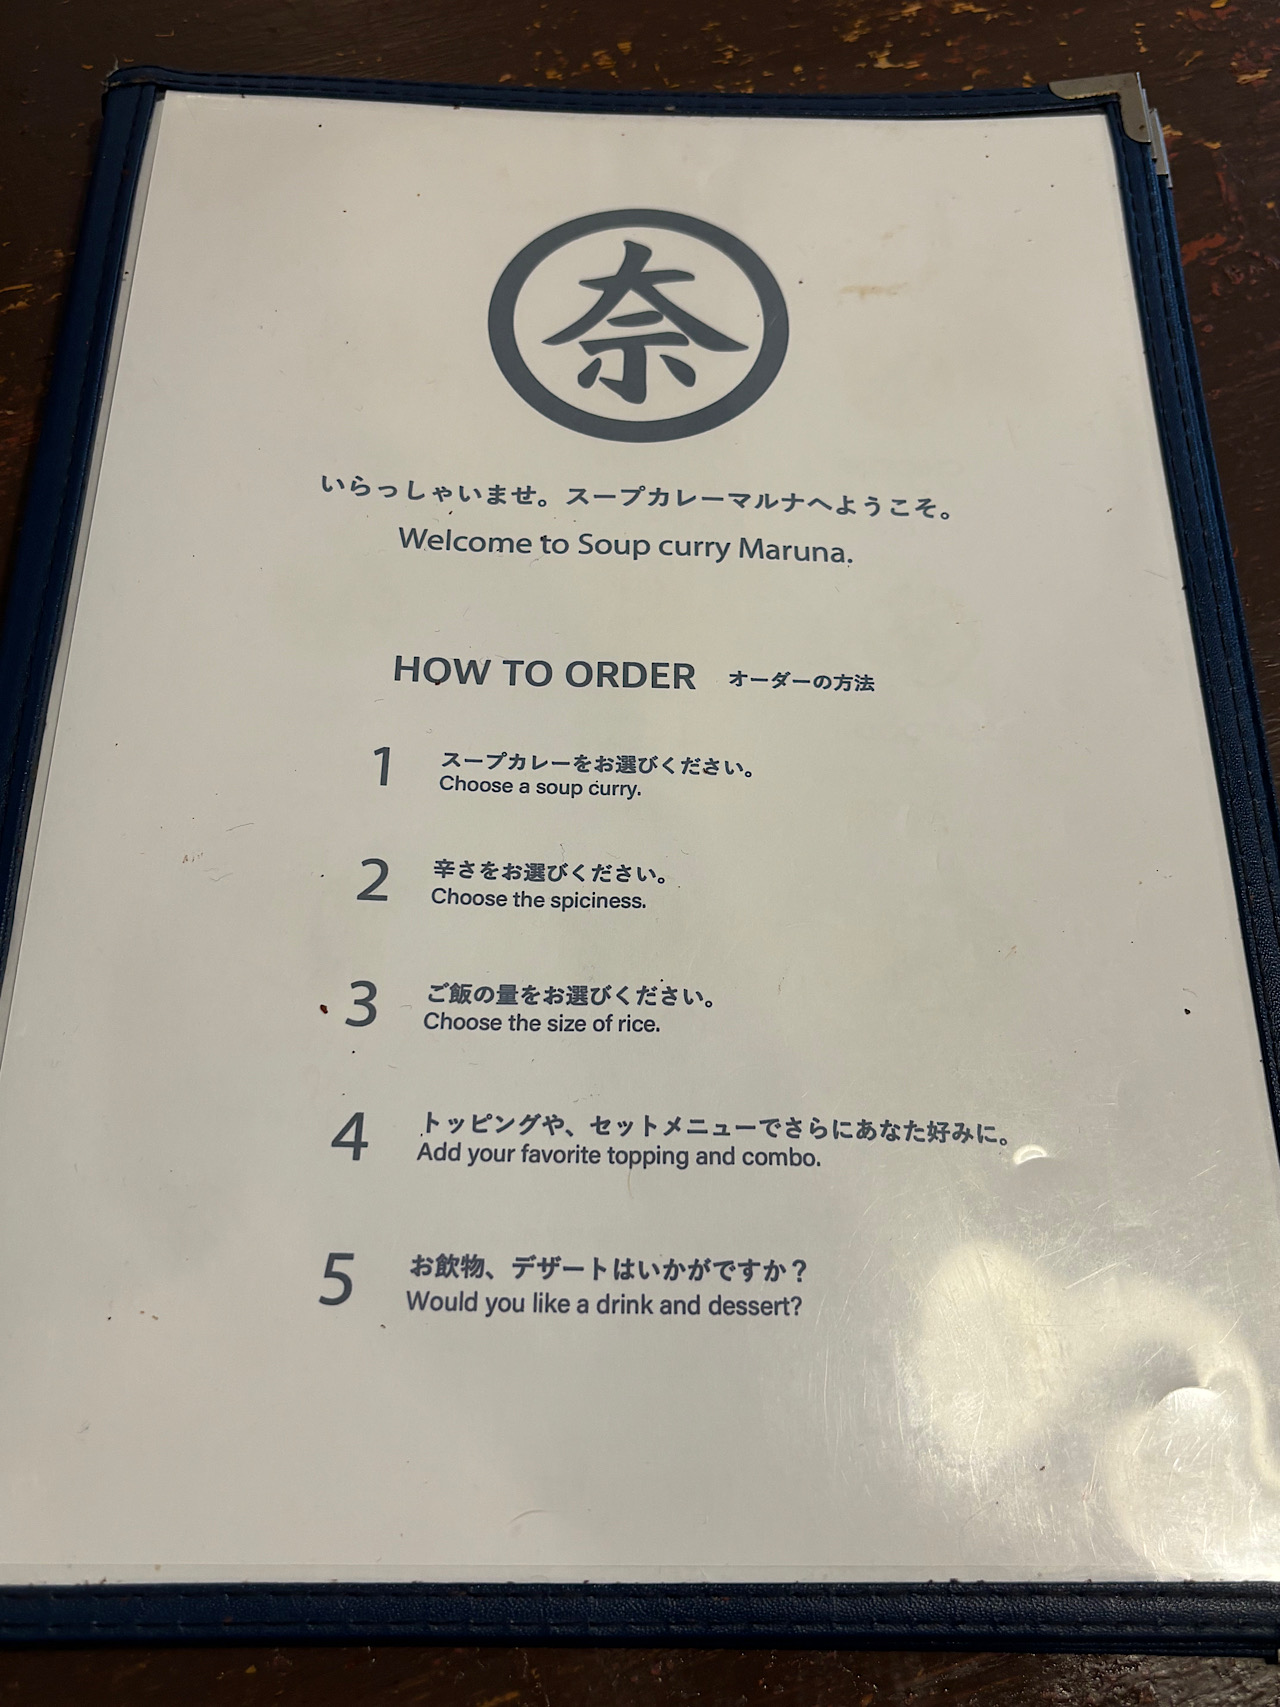 奈
いらっしゃいませ。スープカレーマルナへようこそ。
Welcome to Soup curry Maruna.
HOW TO ORDER オーダーの方法
1 スープカレーをお選びください。
Choose a soup curry.
2 辛さをお選びください。
Choose the spiciness.
3 ご飯の量をお選びください。
Choose the size of rice.
4 トッピングや、セットメニューでさらにあなた好みに。
Add your favorite topping and combo.
5 お飲物、デザートはいかがですか？
Would you like a drink and dessert?